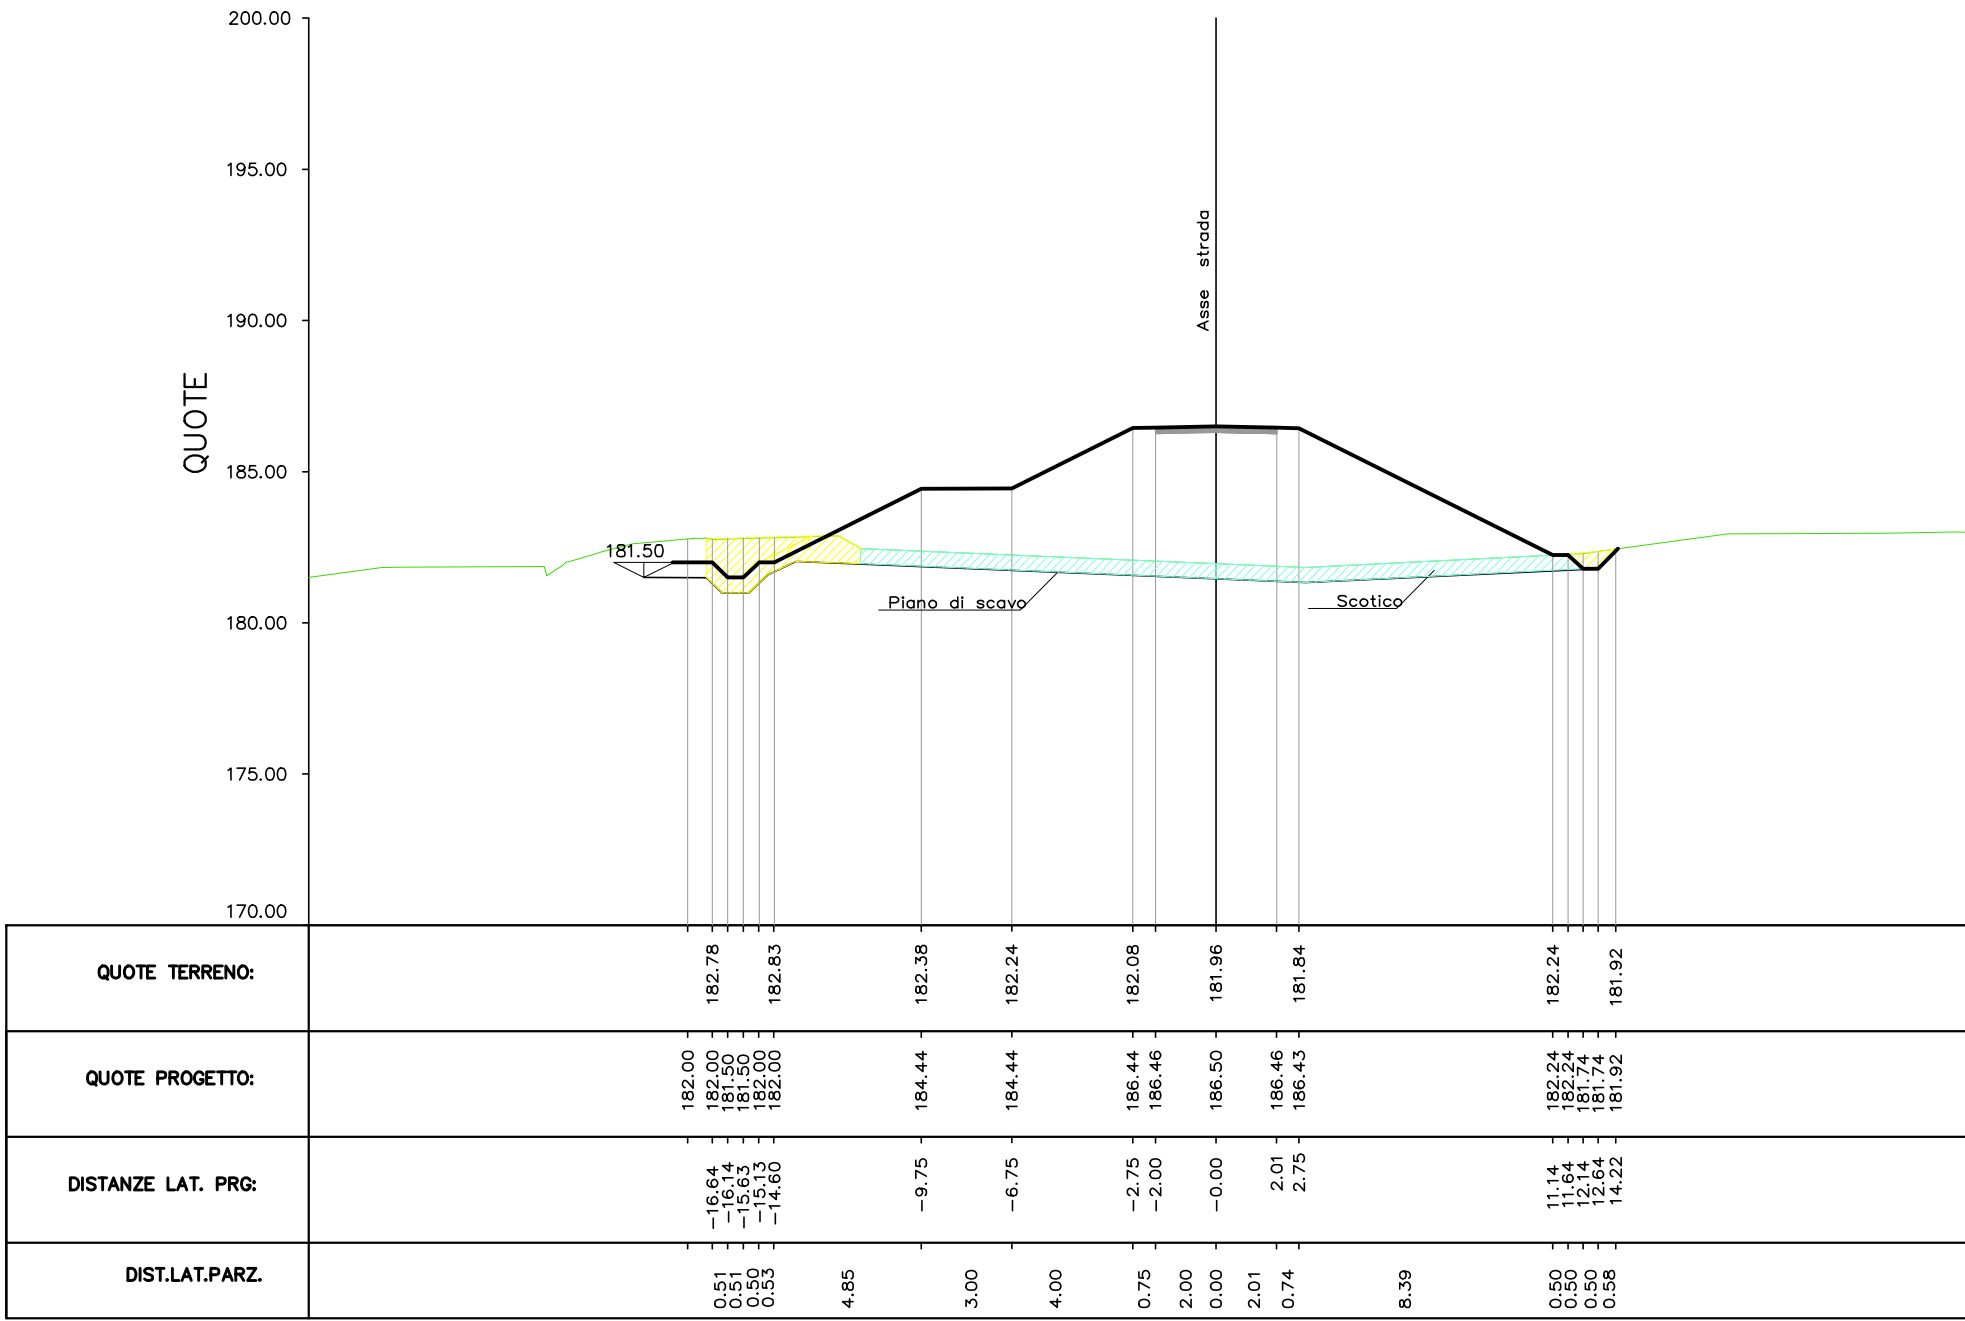 200.00
195.00
190.00
185.00
180.00
175.00
170.00
QUOTE
Asse strada
181.50
Piano di scavo
Scotico
QUOTE TERRENO:
182.78 182.83 182.38 182.24 182.08 181.96 181.84 182.24 181.92
QUOTE PROGETTO:
182.00 182.00 181.50 181.50 182.00 182.00 184.44 184.44 186.44 186.46 186.50 186.46 186.43 182.24 182.24 181.74 181.74 181.92
DISTANZE LAT. PRG:
-16.64 -16.14 -15.63 -15.13 -14.60 -9.75 -6.75 -2.75 -2.00 -0.00 2.01 2.75 11.14 11.64 12.14 12.64 14.22
DIST.LAT.PARZ.
0.51 0.51 0.50 0.53 4.85 3.00 4.00 0.75 2.00 0.00 2.01 0.74 8.39 0.50 0.50 0.50 0.58